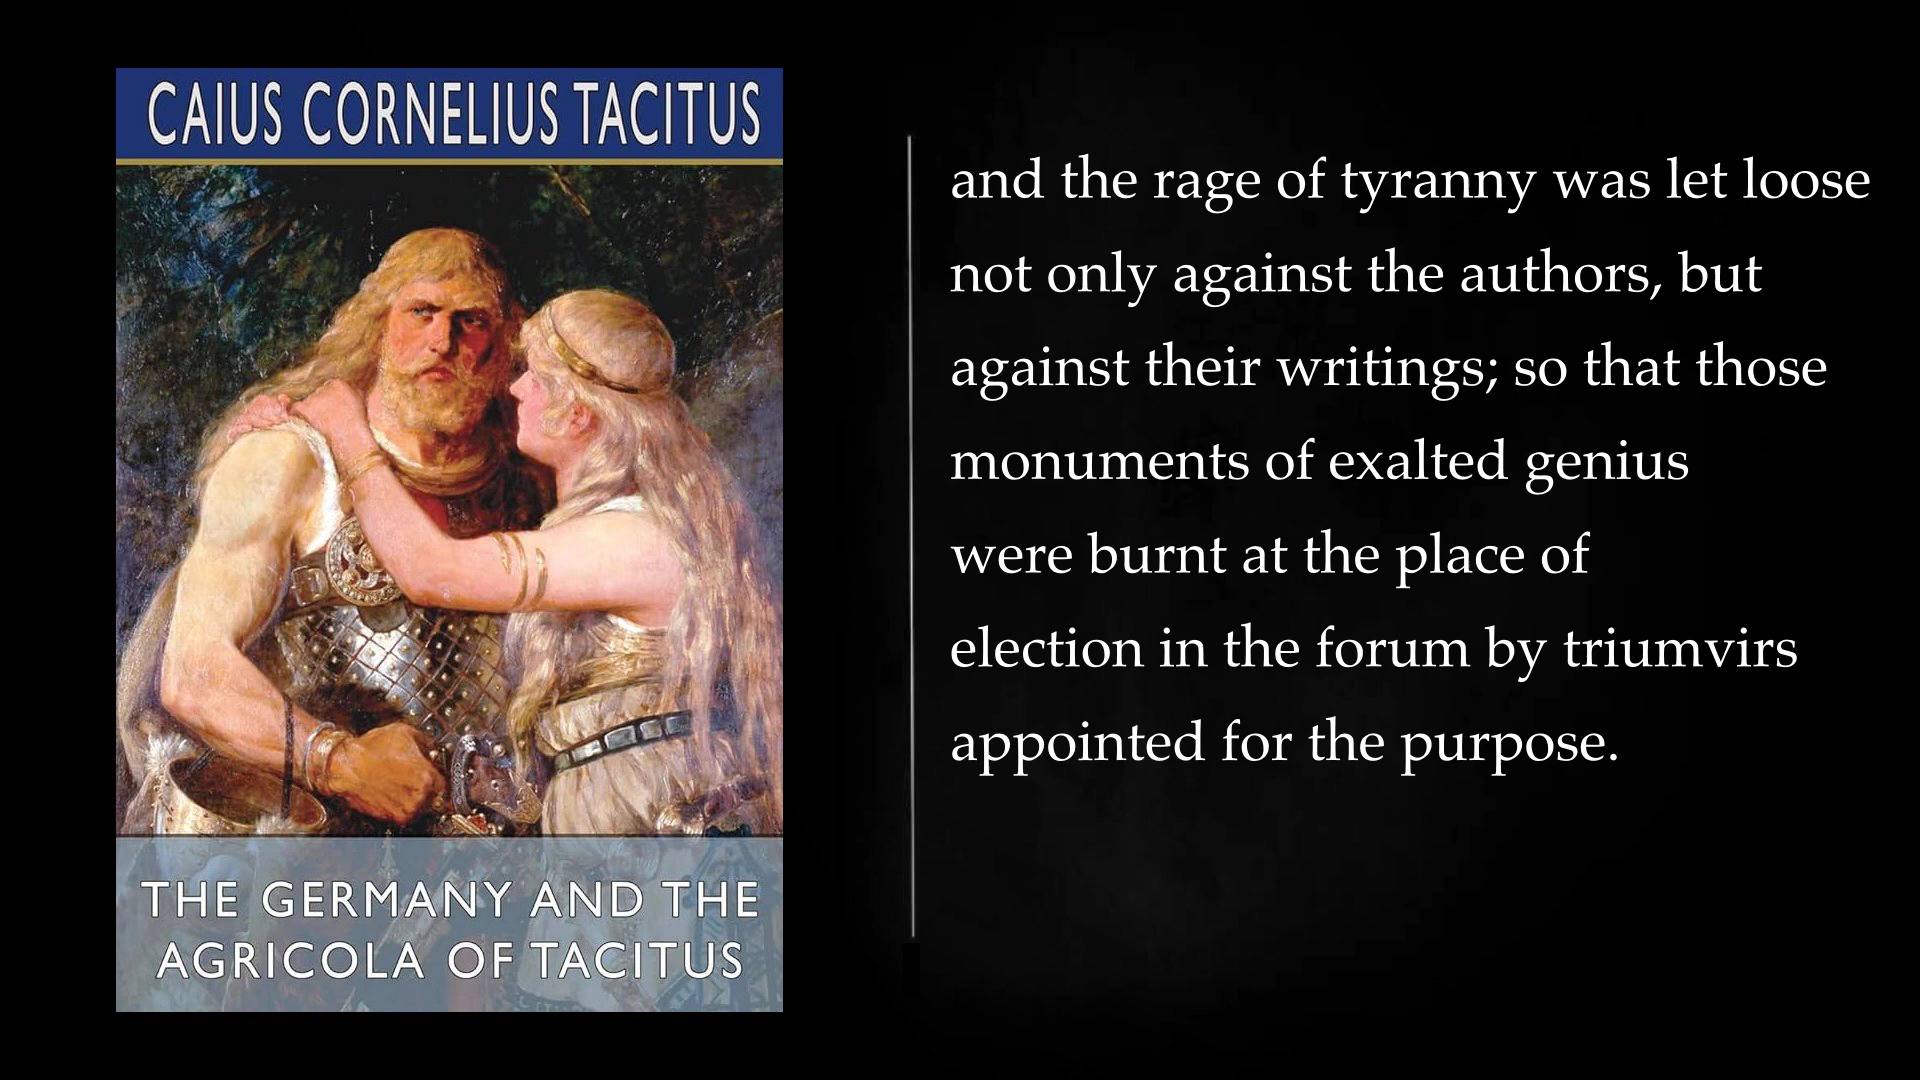 CAIUS CORNELIUS TACITUS
THE GERMANY AND THE
AGRICOLA OF TACITUS
and the rage of tyranny was let loose
not only against the authors, but
against their writings; so that those
monuments of exalted genius
were burnt at the place of
election in the forum by triumvirs
appointed for the purpose.